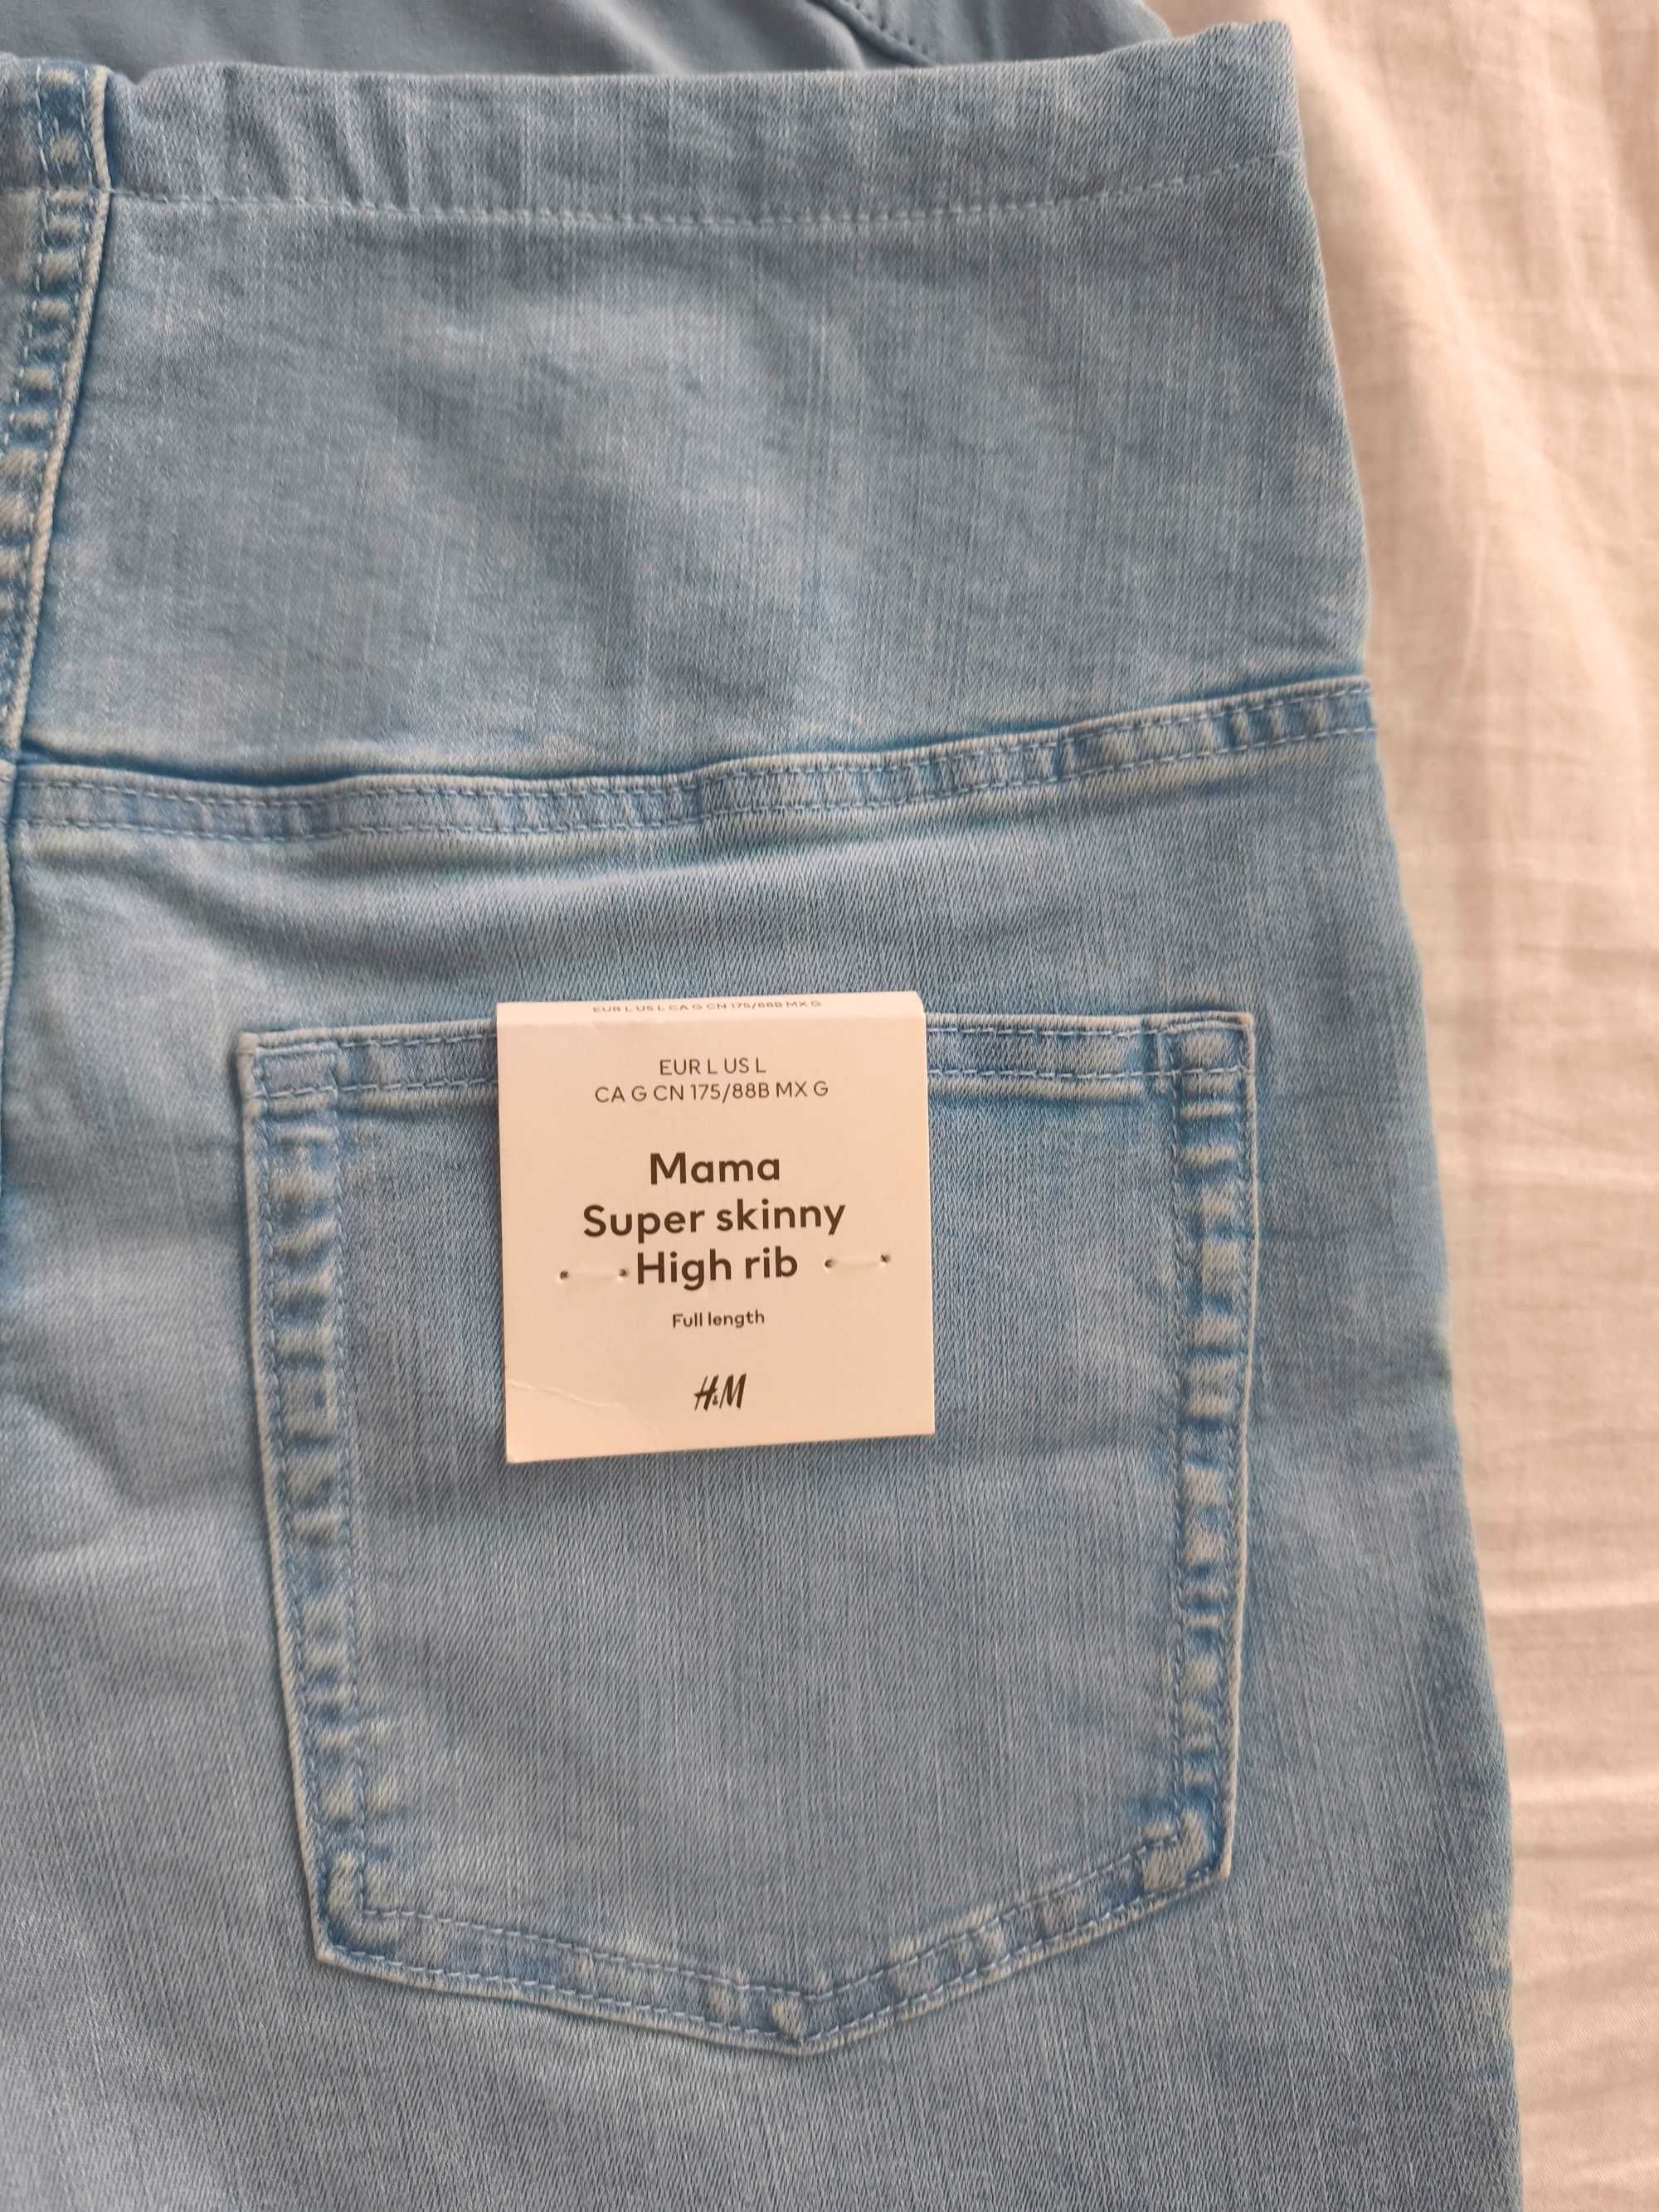 EUR L US L CA G CN 175/88B MX G
EUR L US L
CA G CN 175/88B MX G
Mama
Super skinny
High rib
Full length
H&M